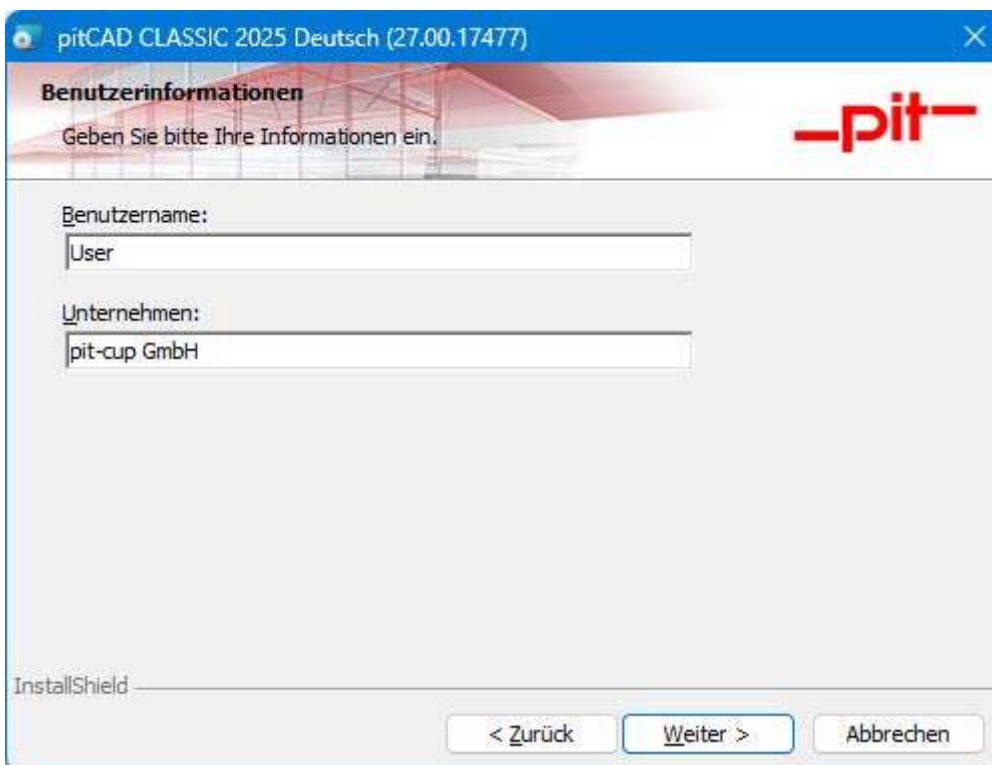 pitCAD CLASSIC 2025 Deutsch (27.00.17477)
Benutzerinformationen
Geben Sie bitte Ihre Informationen ein.
pit
Benutzername:
User
Unternehmen:
pit-cup GmbH
InstallShield
< Zurück
Weiter >
Abbrechen